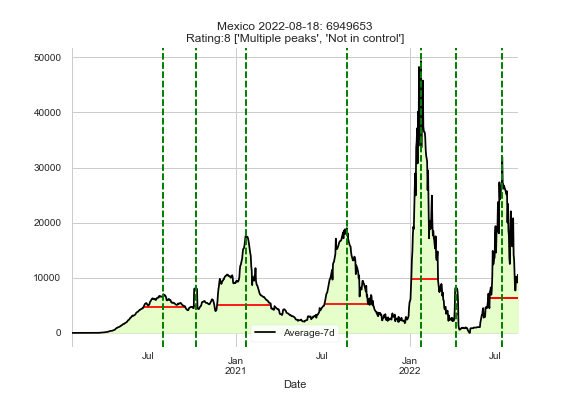 Mexico 2022-08-18: 6949653
Rating:8 ['Multiple peaks', 'Not in control']
50000
40000
30000
20000
10000
0
Average-7d
Jul
Jan
2021
Jul
Jan
2022
Jul
Date